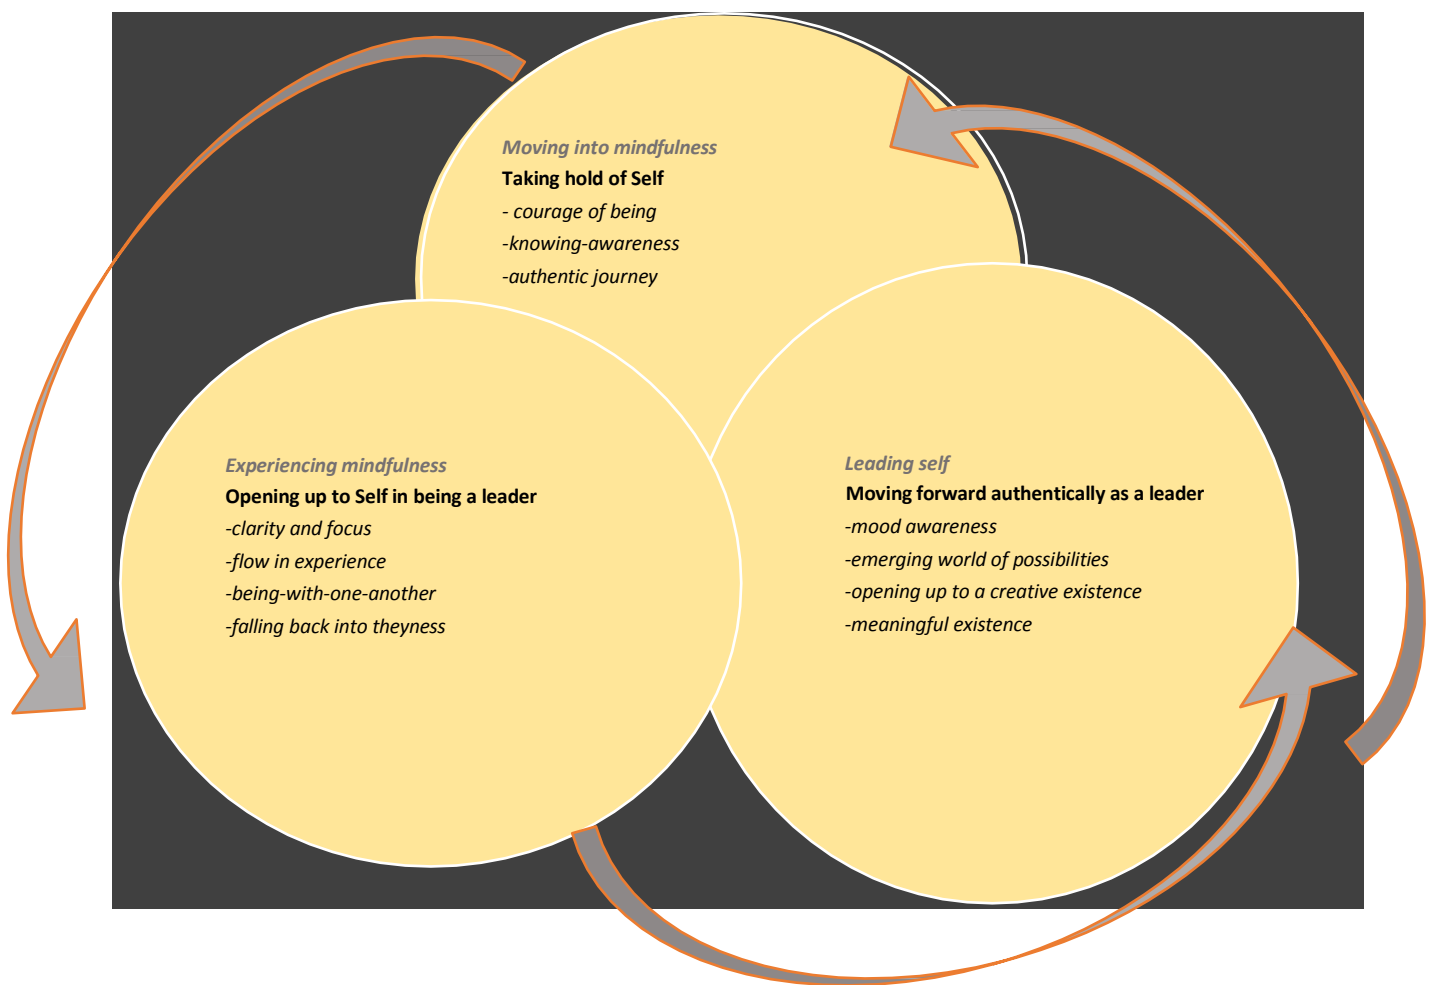 Moving into mindfulness
Taking hold of Self
- courage of being
-knowing-awareness
-authentic journey
Experiencing mindfulness
Opening up to Self in being a leader
-clarity and focus
-flow in experience
-being-with-one-another
-falling back into theyness
Leading self
Moving forward authentically as a leader
-mood awareness
-emerging world of possibilities
-opening up to a creative existence
-meaningful existence